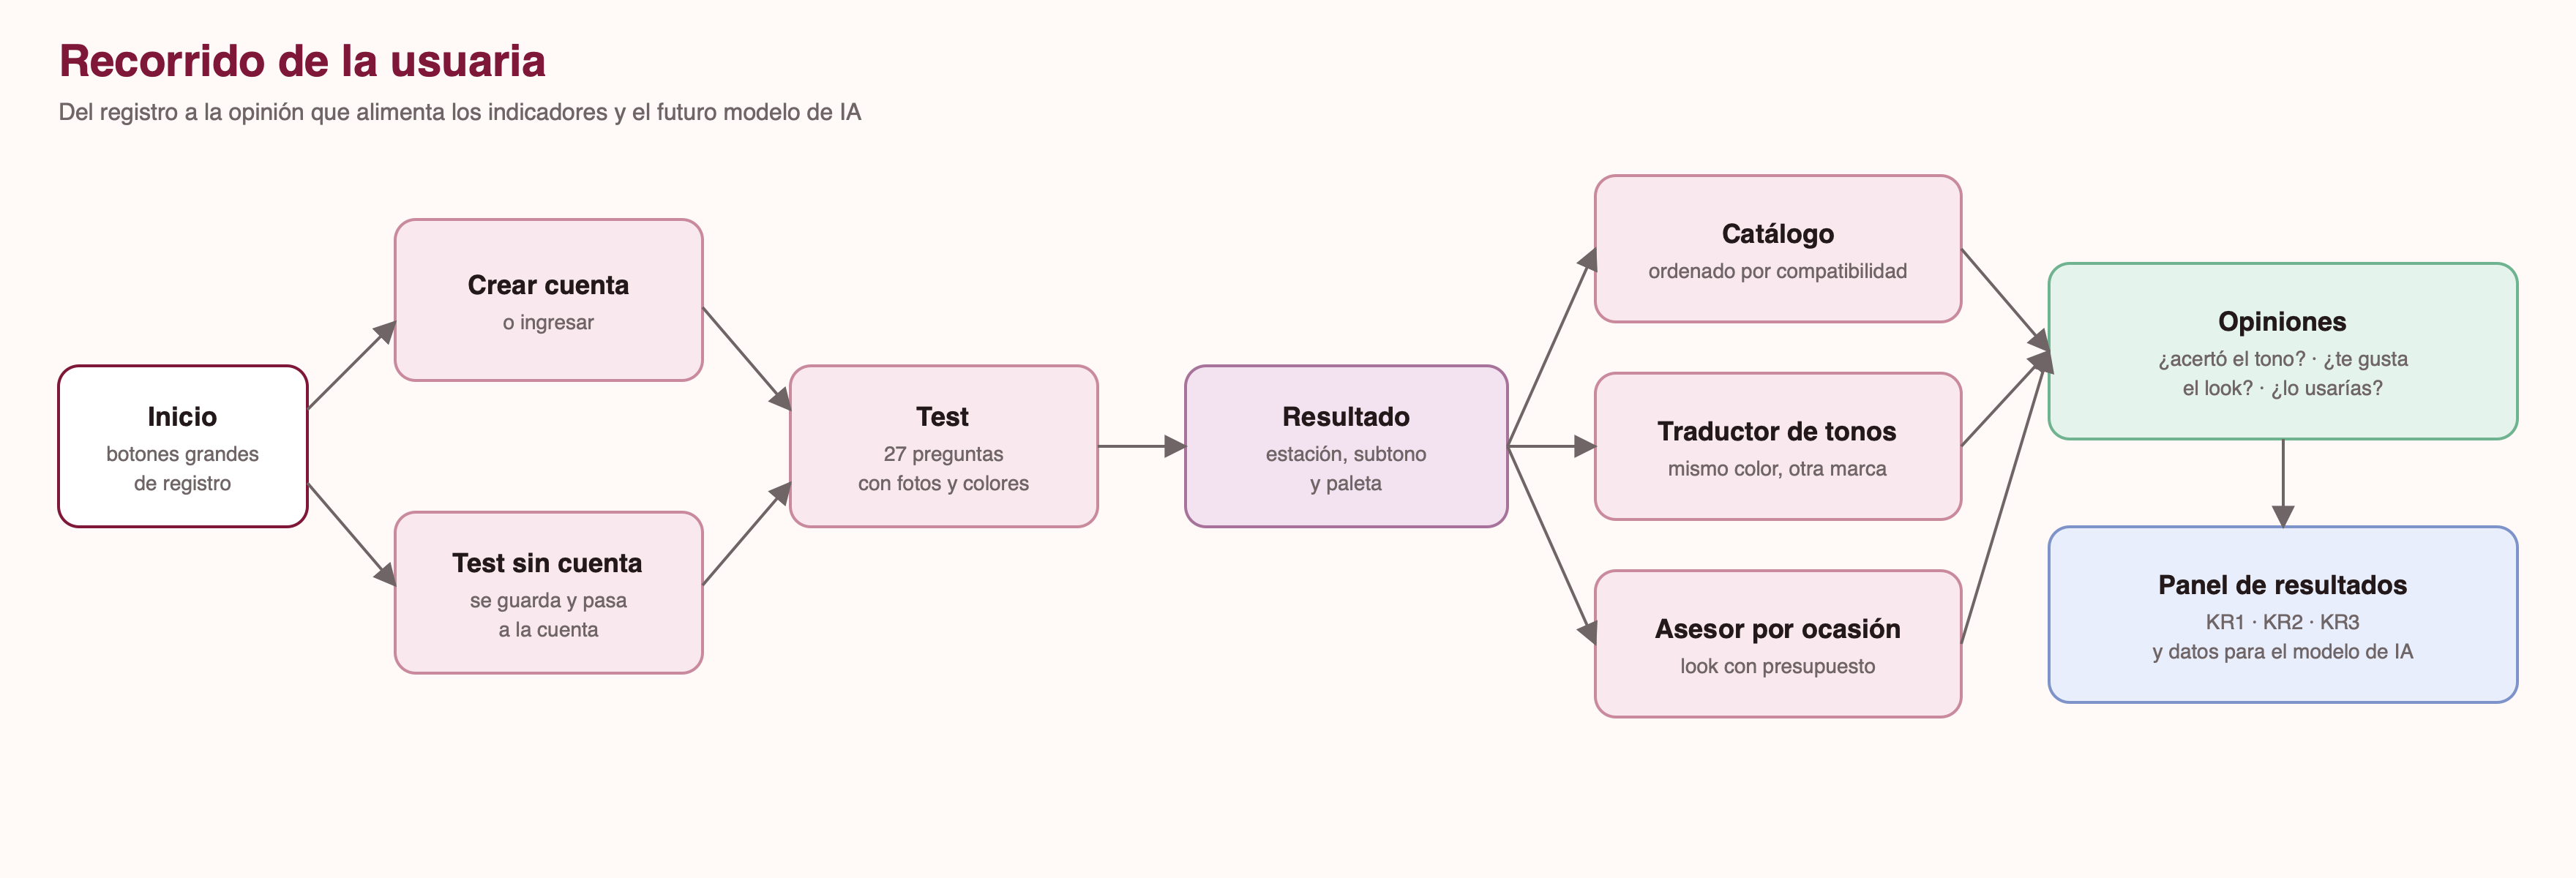 Recorrido de la usuaria
Del registro a la opinión que alimenta los indicadores y el futuro modelo de IA
Inicio
botones grandes
de registro
Crear cuenta
o ingresar
Test sin cuenta
se guarda y pasa
a la cuenta
Test
27 preguntas
con fotos y colores
Resultado
estación, subtono
y paleta
Catálogo
ordenado por compatibilidad
Traductor de tonos
mismo color, otra marca
Asesor por ocasión
look con presupuesto
Opiniones
¿acertó el tono? · ¿te gusta
el look? · ¿lo usarías?
Panel de resultados
KR1 · KR2 · KR3
y datos para el modelo de IA